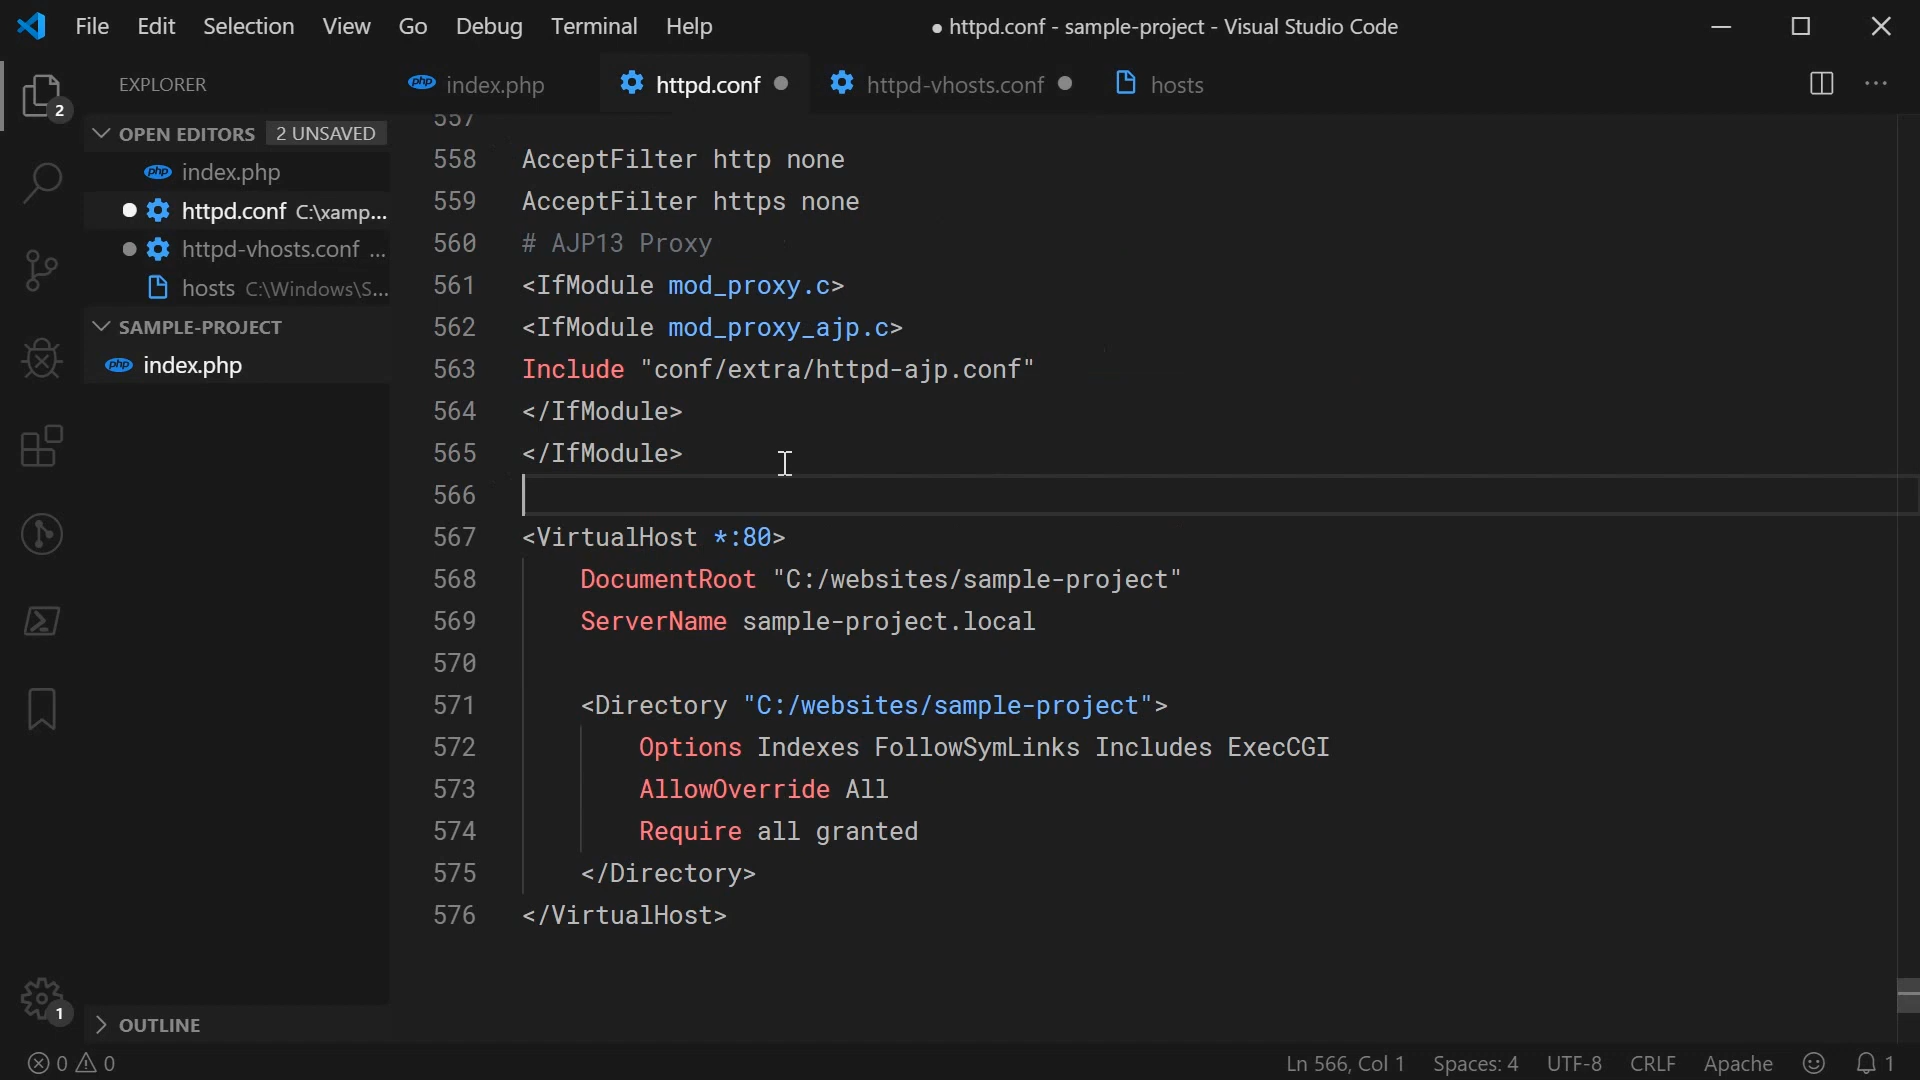 File Edit Selection View Go Debug Terminal Help
● httpd.conf - sample-project - Visual Studio Code
EXPLORER
2
OPEN EDITORS 2 UNSAVED
index.php
httpd.conf C:\xamp...
httpd-vhosts.conf ...
hosts C:\Windows\S...
SAMPLE-PROJECT
php index.php
OUTLINE
1
php index.php
httpd.conf
httpd-vhosts.conf
hosts
557
558 AcceptFilter http none
559 AcceptFilter https none
560 # AJP13 Proxy
561 <IfModule mod_proxy.c>
562 <IfModule mod_proxy_ajp.c>
563 Include "conf/extra/httpd-ajp.conf"
564 </IfModule>
565 </IfModule>
566
567 <VirtualHost *:80>
568 DocumentRoot "C:/websites/sample-project"
569 ServerName sample-project.local
570
571 <Directory "C:/websites/sample-project">
572 Options Indexes FollowSymLinks Includes ExecCGI
573 AllowOverride All
574 Require all granted
575 </Directory>
576 </VirtualHost>
0 0
Ln 566, Col 1 Spaces: 4 UTF-8 CRLF Apache 1